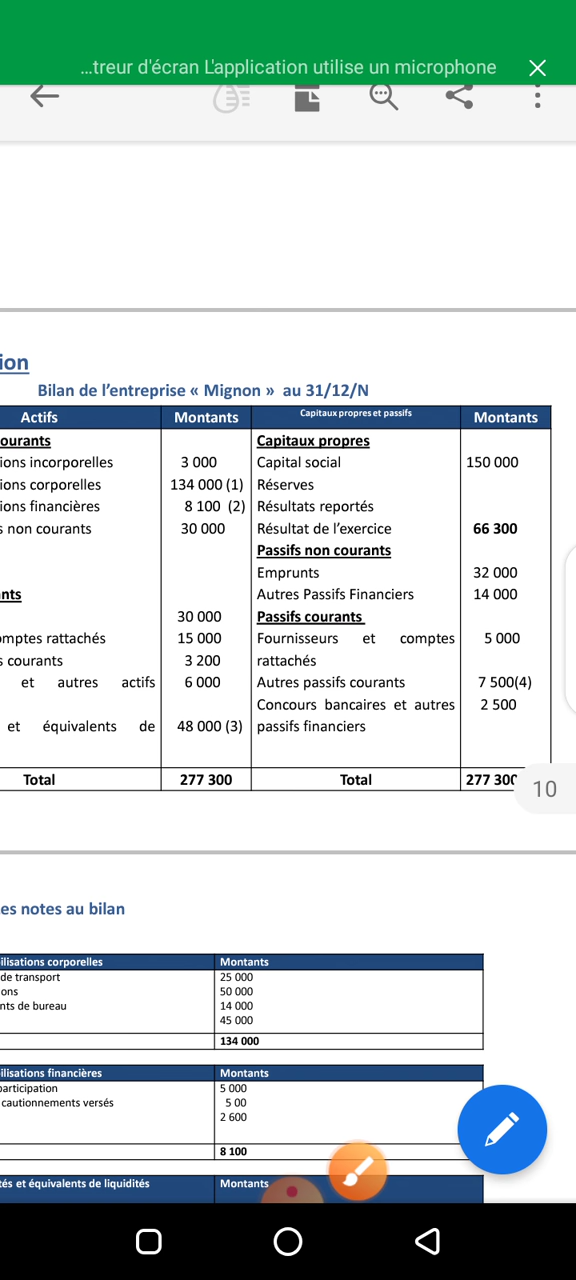 ...treur d'écran L'application utilise un microphone
ion
Bilan de l'entreprise « Mignon » au 31/12/N
Actifs Montants Capitaux propres et passifs Montants
ourants Capitaux propres
ions incorporelles 3 000 Capital social 150 000
ions corporelles 134 000 (1) Réserves
ions financières 8 100 (2) Résultats reportés
s non courants 30 000 Résultat de l'exercice 66 300
Passifs non courants
Emprunts 32 000
nts Autres Passifs Financiers 14 000
30 000 Passifs courants
omptes rattachés 15 000 Fournisseurs et comptes 5 000
s courants 3 200 rattachés
et autres actifs 6 000 Autres passifs courants 7 500(4)
Concours bancaires et autres 2 500
et équivalents de 48 000 (3) passifs financiers
Total 277 300 Total 277 300
10
es notes au bilan
ilisations corporelles Montants
de transport 25 000
ons 50 000
nts de bureau 14 000
45 000
134 000
ilisations financières Montants
participation 5 000
cautionnements versés 5 00
2 600
8 100
tés et équivalents de liquidités Montants